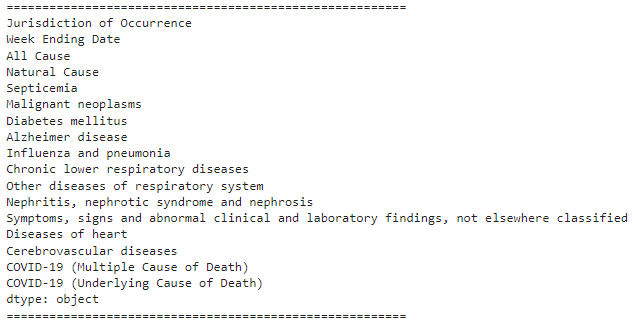 =========================================================
Jurisdiction of Occurrence
Week Ending Date
All Cause
Natural Cause
Septicemia
Malignant neoplasms
Diabetes mellitus
Alzheimer disease
Influenza and pneumonia
Chronic lower respiratory diseases
Other diseases of respiratory system
Nephritis, nephrotic syndrome and nephrosis
Symptoms, signs and abnormal clinical and laboratory findings, not elsewhere classified
Diseases of heart
Cerebrovascular diseases
COVID-19 (Multiple Cause of Death)
COVID-19 (Underlying Cause of Death)
dtype: object
=========================================================